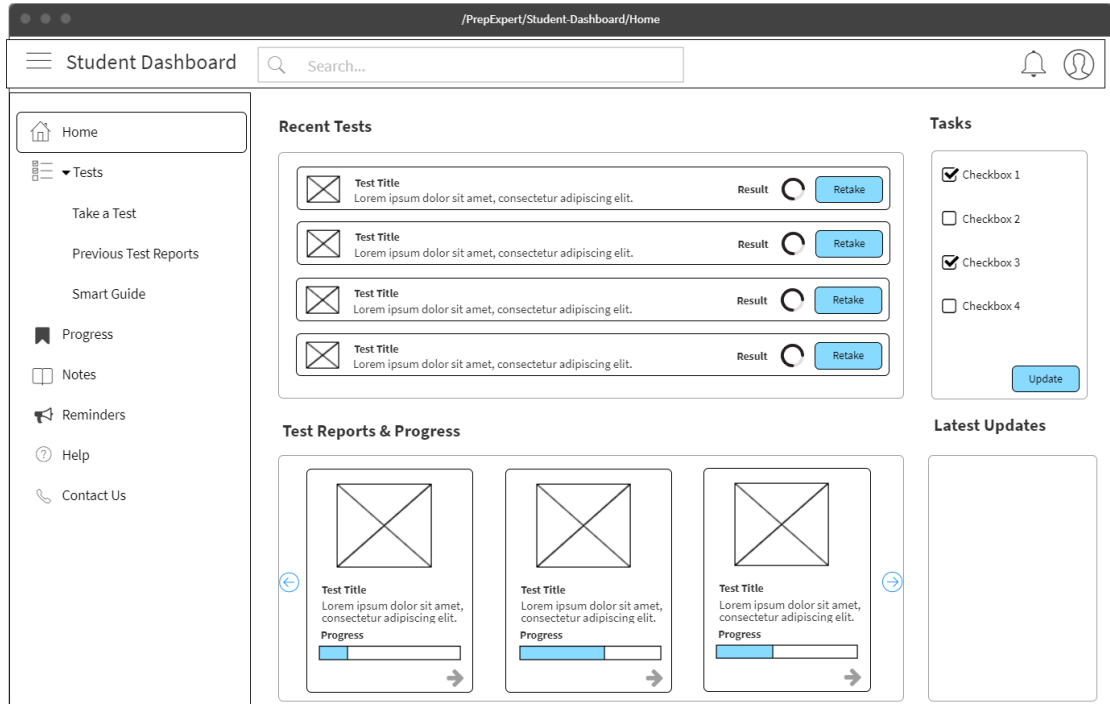 /PrepExpert/Student-Dashboard/Home
Student Dashboard
Search...
Home
Tests
Take a Test
Previous Test Reports
Smart Guide
Progress
Notes
Reminders
Help
Contact Us
Recent Tests
Test Title
Lorem ipsum dolor sit amet, consectetur adipiscing elit.
Result
Retake
Test Title
Lorem ipsum dolor sit amet, consectetur adipiscing elit.
Result
Retake
Test Title
Lorem ipsum dolor sit amet, consectetur adipiscing elit.
Result
Retake
Test Title
Lorem ipsum dolor sit amet, consectetur adipiscing elit.
Result
Retake
Tasks
Checkbox 1
Checkbox 2
Checkbox 3
Checkbox 4
Update
Test Reports & Progress
Test Title
Lorem ipsum dolor sit amet,
consectetur adipiscing elit.
Progress
Test Title
Lorem ipsum dolor sit amet,
consectetur adipiscing elit.
Progress
Test Title
Lorem ipsum dolor sit amet,
consectetur adipiscing elit.
Progress
Latest Updates